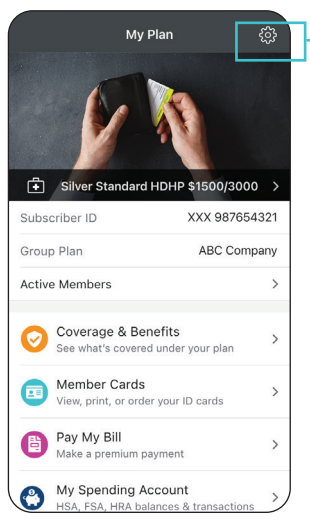 My Plan
Silver Standard HDHP $1500/3000
Subscriber ID XXX 987654321
Group Plan ABC Company
Active Members
Coverage & Benefits
See what's covered under your plan
Member Cards
View, print, or order your ID cards
Pay My Bill
Make a premium payment
My Spending Account
HSA, FSA, HRA balances & transactions